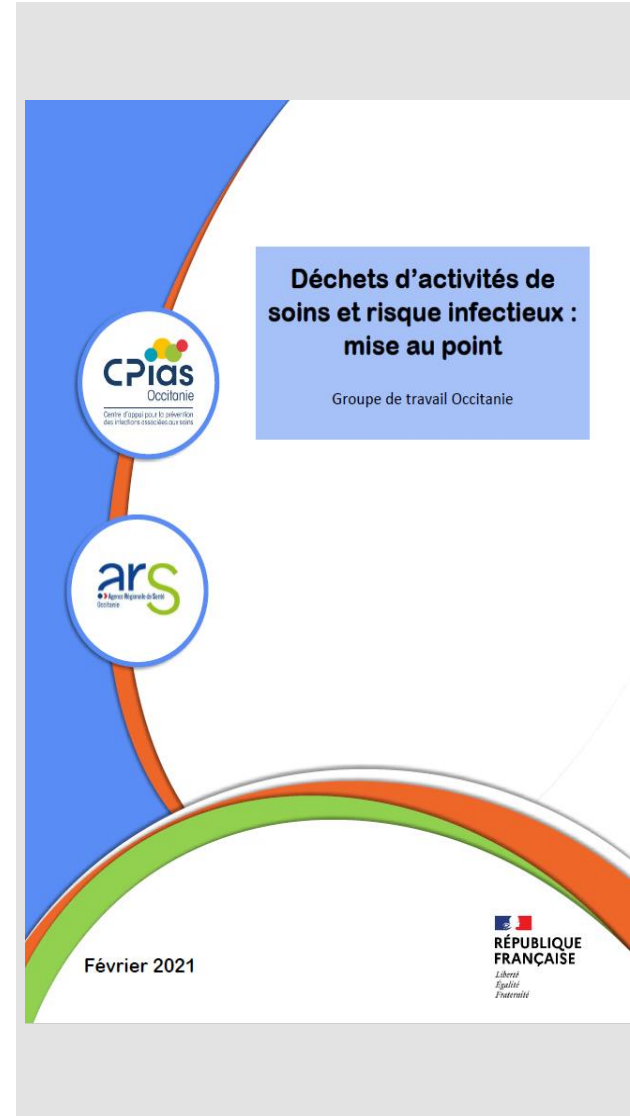 Déchets d’activités de
soins et risque infectieux :
mise au point
Groupe de travail Occitanie
CPias
Occitanie
Centre d'appui pour la prévention
des infections associées aux soins
ars
Agence Régionale de Santé
Occitanie
Février 2021
RÉPUBLIQUE
FRANÇAISE
Liberté
Égalité
Fraternité